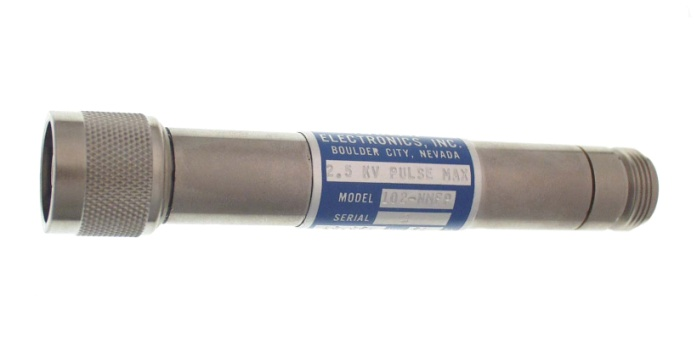 ELECTRONICS, INC.
BOULDER CITY, NEVADA
2.5 KV PULSE MAX
MODEL
SERIAL